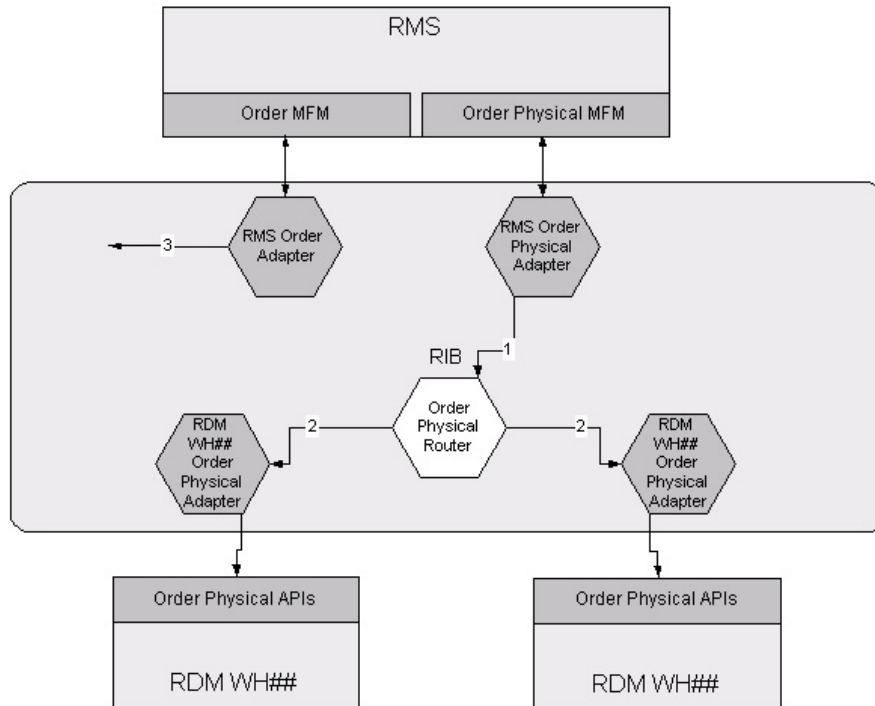 RMS
Order MFM
Order Physical MFM
RMS Order
Adapter
RMS Order
Physical
Adapter
3
1
RIB
Order
Physical
Router
2
2
RDM
WH##
Order
Physical
Adapter
RDM
WH##
Order
Physical
Adapter
Order Physical APIs
Order Physical APIs
RDM WH##
RDM WH##